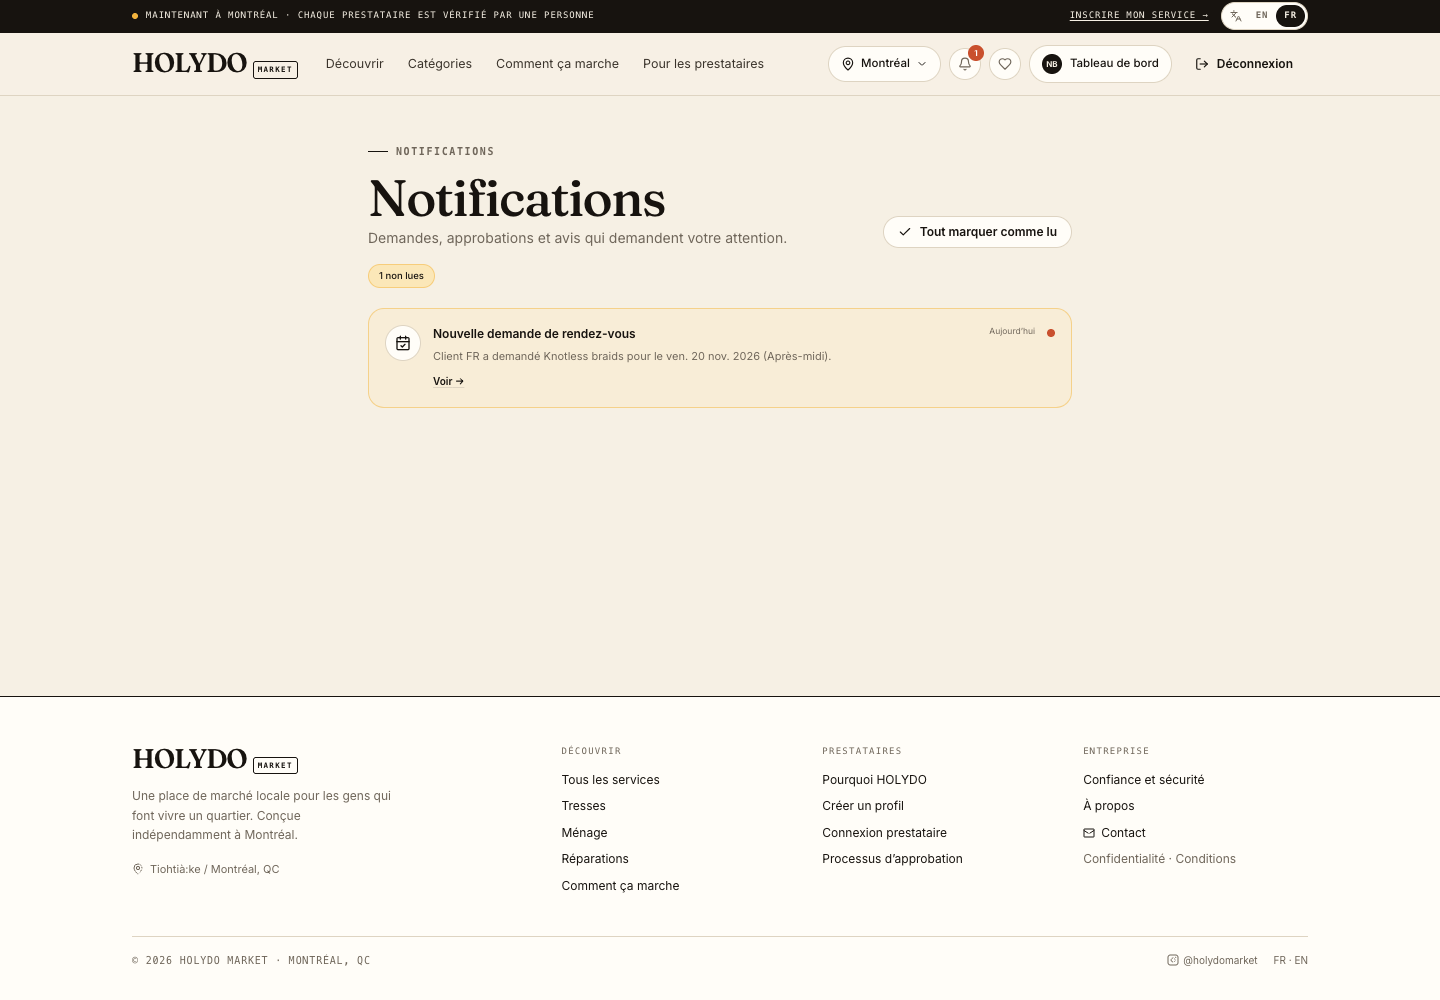 MAINTENANT À MONTRÉAL · CHAQUE PRESTATAIRE EST VÉRIFIÉ PAR UNE PERSONNE
INSCRIRE MON SERVICE → EN FR
HOLYDO MARKET
Découvrir Catégories Comment ça marche Pour les prestataires
Montréal 1 NB Tableau de bord Déconnexion
NOTIFICATIONS
Notifications
Demandes, approbations et avis qui demandent votre attention.
Tout marquer comme lu
1 non lues
Nouvelle demande de rendez-vous
Aujourd'hui
Client FR a demandé Knotless braids pour le ven. 20 nov. 2026 (Après-midi).
Voir →
HOLYDO MARKET
Une place de marché locale pour les gens qui
font vivre un quartier. Conçue
indépendamment à Montréal.
Tiohtià:ke / Montréal, QC
DÉCOUVRIR
Tous les services
Tresses
Ménage
Réparations
Comment ça marche
PRESTATAIRES
Pourquoi HOLYDO
Créer un profil
Connexion prestataire
Processus d’approbation
ENTREPRISE
Confiance et sécurité
À propos
Contact
Confidentialité · Conditions
© 2026 HOLYDO MARKET · MONTRÉAL, QC
@holydomarket FR · EN